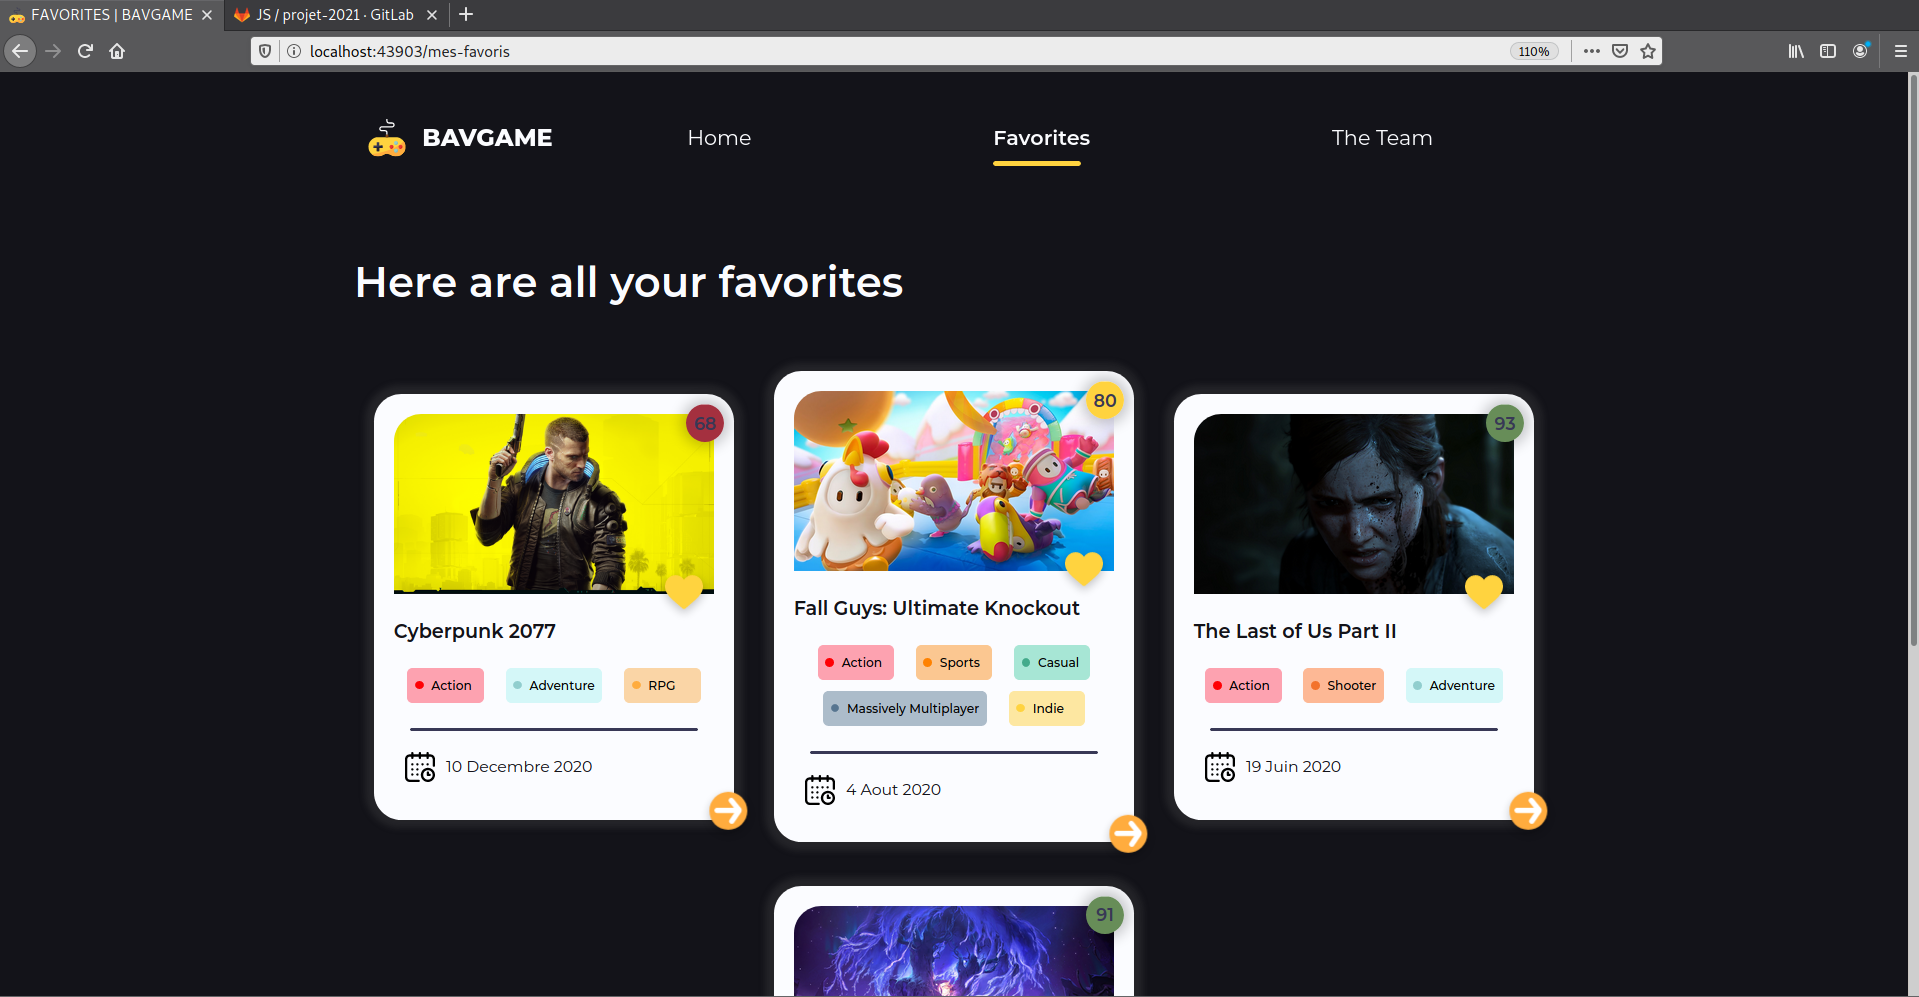 FAVORITES | BAVGAME
JS / projet-2021 · GitLab
localhost:43903/mes-favoris
110%
BAVGAME
Home
Favorites
The Team
Here are all your favorites
68
Cyberpunk 2077
Action
Adventure
RPG
10 Decembre 2020
80
Fall Guys: Ultimate Knockout
Action
Sports
Casual
Massively Multiplayer
Indie
4 Aout 2020
93
The Last of Us Part II
Action
Shooter
Adventure
19 Juin 2020
91